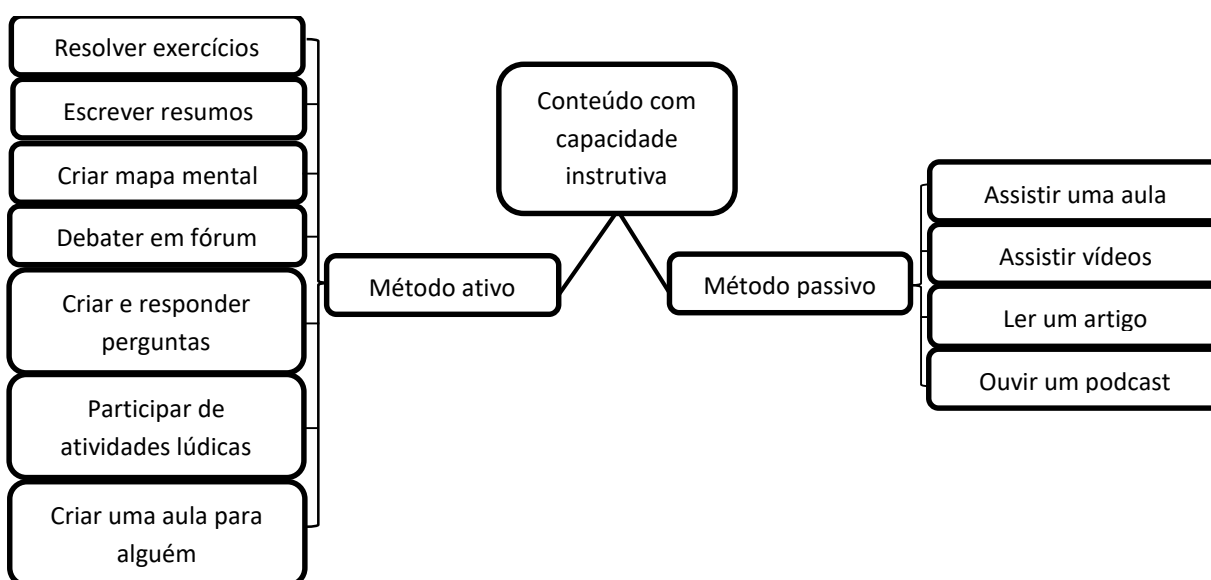 Resolver exercícios
Escrever resumos
Criar mapa mental
Debater em fórum
Criar e responder
perguntas
Participar de
atividades lúdicas
Criar uma aula para
alguém
Método ativo
Conteúdo com
capacidade
instrutiva
Método passivo
Assistir uma aula
Assistir vídeos
Ler um artigo
Ouvir um podcast